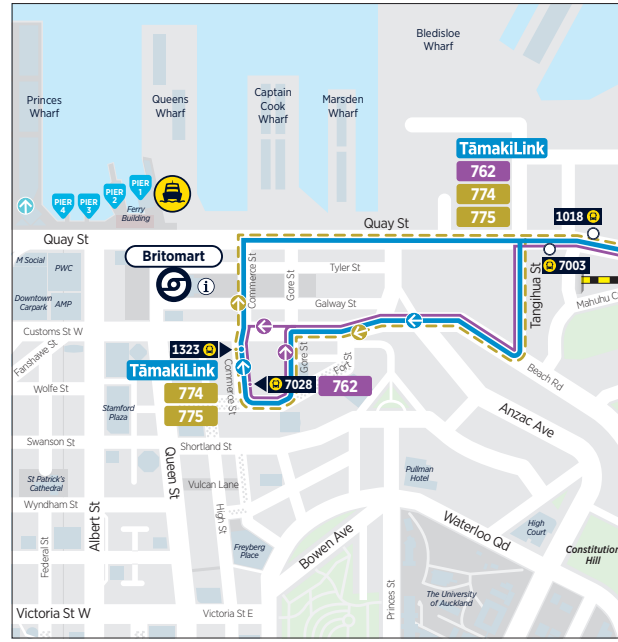 Bledisloe
Wharf
Princes
Wharf
Queens
Wharf
Captain
Cook
Wharf
Marsden
Wharf
TāmakiLink
762
774
775
PIER
4
PIER
3
PIER
2
PIER
1
Ferry
Building
Quay St
1018
Quay St
Britomart
i
7003
M Social
PWC
Tyler St
Commerce St
Gore St
Tangihua St
Downtown
Carpark
AMP
Galway St
Mahuhu C
Customs St W
Fanshawe St
1323
Gore St
Fort St
Beach Rd
TāmakiLink
774
775
Commerce St
7028
762
Wolfe St
Stamford
Plaza
Anzac Ave
Swanson St
Shortland St
Queen St
St Patrick's
Cathedral
Vulcan Lane
Pullman
Hotel
Wyndham St
Albert St
High St
Waterloo Qd
High
Court
Federal St
Freyberg
Place
Bowen Ave
Constitution
Hill
Princes St
The University
of Auckland
Victoria St W
Victoria St E